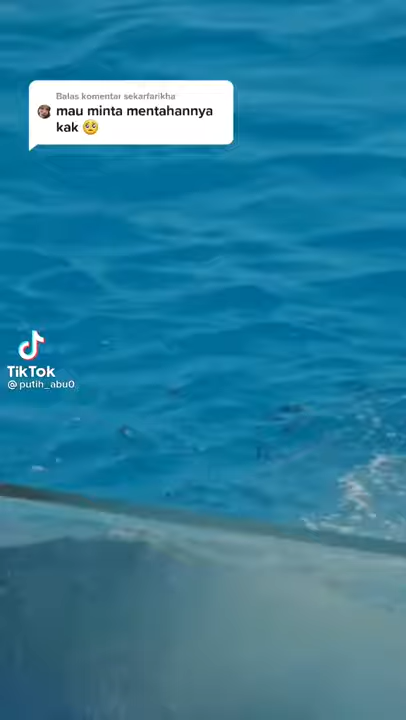 Balas komentar sekarfarikha
mau minta mentahannya
kak 🥺
TikTok
@putih_abu0